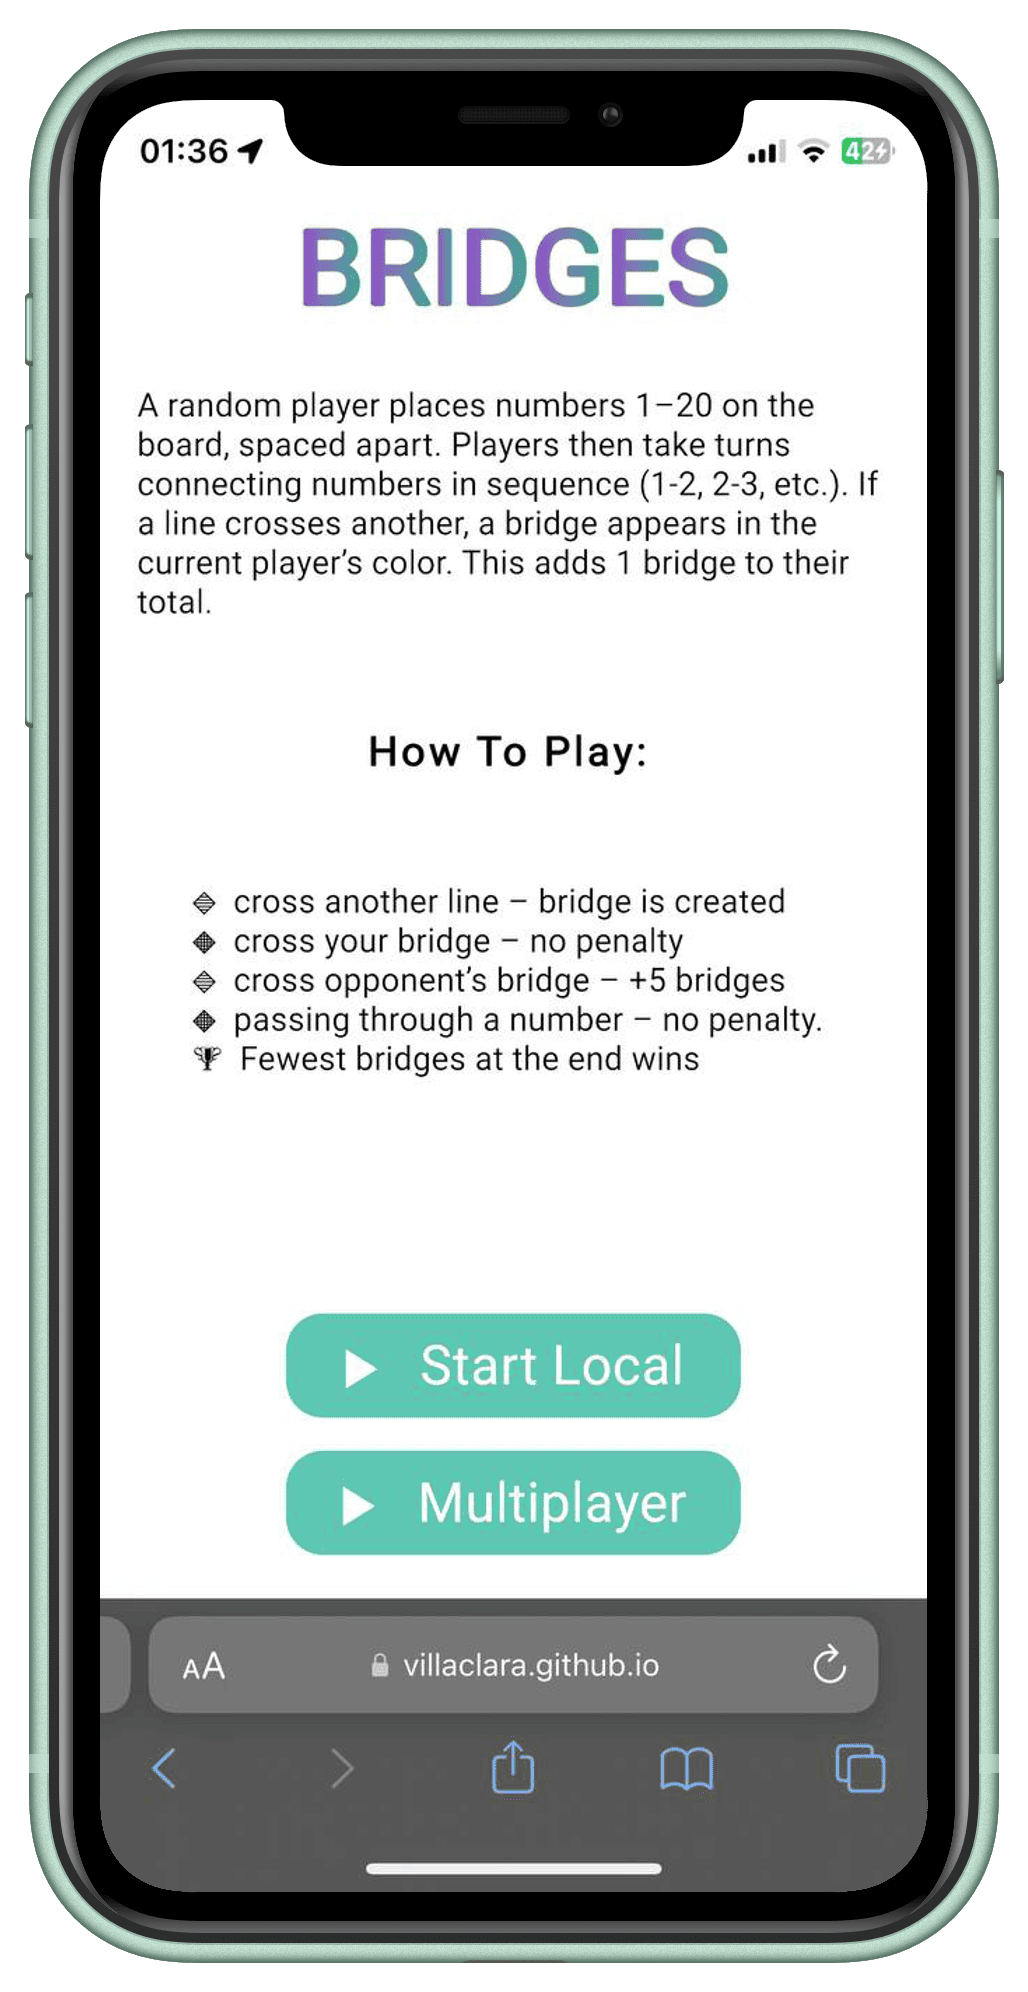 01:36
42
BRIDGES
A random player places numbers 1–20 on the
board, spaced apart. Players then take turns
connecting numbers in sequence (1-2, 2-3, etc.). If
a line crosses another, a bridge appears in the
current player’s color. This adds 1 bridge to their
total.
How To Play:
cross another line – bridge is created
cross your bridge – no penalty
cross opponent’s bridge – +5 bridges
passing through a number – no penalty.
Fewest bridges at the end wins
Start Local
Multiplayer
AA villaclara.github.io